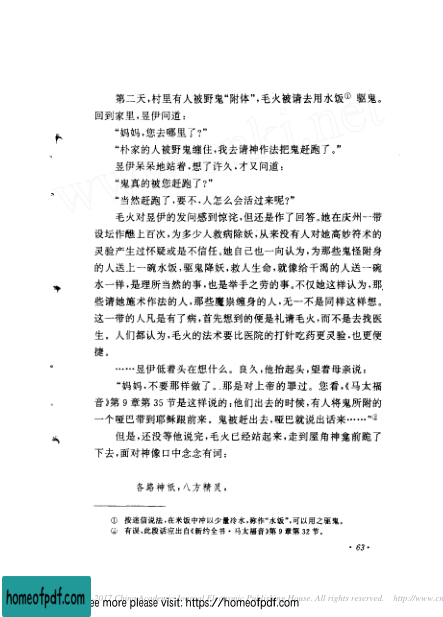 第二天,村里有人被野鬼“附体”,毛火被请去用水饭① 驱鬼。
回到家里,昱伊问道:
“妈妈,您去哪里了?”
“朴家的人被野鬼缠住,我去请神作法把鬼赶跑了。”
昱伊呆呆地站着,想了许久,才又问道:
“鬼真的被您赶跑了?”
“当然赶跑了,要不,人怎么会活过来呢?”
毛火对昱伊的发问感到惊诧,但还是作了回答。她在庆州一带
设坛作醮上百次,为多少人救病除妖,从来没有人对她高妙符术的
灵验产生过怀疑或是不信任。她自己也一向认为,为那些鬼怪附身
的人送上一碗水饭,驱鬼降妖,救人生命,就像给干渴的人送一碗
水一样,是理所当然的事,也是举手之劳的事。不仅她这样认为,那
些请她施术作法的人,那些魔祟缠身的人,无一不是同样这样想。
这一带的人凡是有了病,首先想到的便是礼请毛火,而不是去找医
生。人们都认为,毛火的法术要比医院的打针吃药更灵验,也更便
捷。
……昱伊低着头在想什么。良久,他抬起头,望着母亲说:
“妈妈,不要那样做了。那是对上帝的罪过。您看,《马太福
音》第9章第35节是这样说的:他们出去的时候,有人将鬼所附的
一个哑巴带到耶稣跟前来。鬼被赶出去,哑巴就说出话来……”②
但是,还没等他说完,毛火已经站起来,走到屋角神龛前跪了
下去,面对神像口中念念有词:
各路神祇,八方精灵。
① 按迷信说法,在米饭中冲以少量冷水,称作“水饭”,可以用之驱鬼。
② 有误。此段话应出自《新约全书·马太福音》第9章第32节。
·63·
2017 China Academic Journal Electronic Publishing House. All rights reserved. http://www.cn
homeofpdf.com
ee more please visit: https://homeofpdf.com